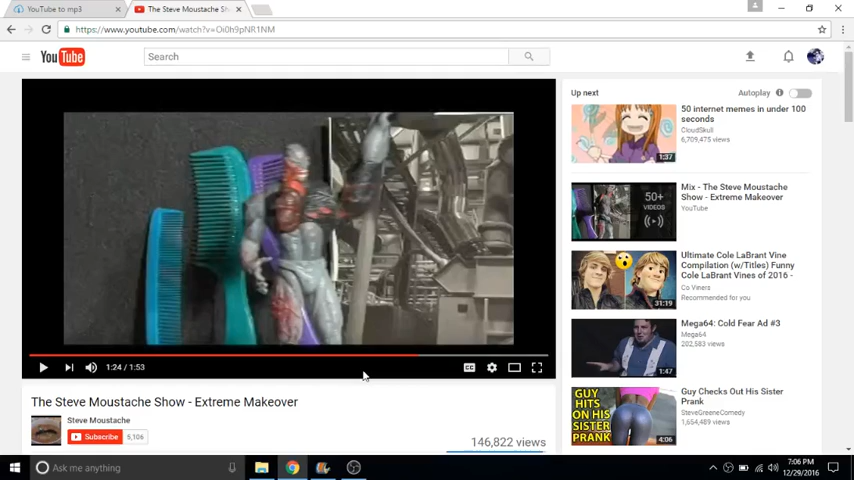 YouTube to mp3
The Steve Moustache Sh
https://www.youtube.com/watch?v=Oi0h9pNR1NM
YouTube
Search
Up next
Autoplay
50 internet memes in under 100
seconds
CloudSkull
6,709,475 views
1:37
Mix - The Steve Moustache
Show - Extreme Makeover
YouTube
50+
VIDEOS
Ultimate Cole LaBrant Vine
Compilation (w/Titles) Funny
Cole LaBrant Vines of 2016 -
Co Viners
Recommended for you
31:19
Mega64: Cold Fear Ad #3
202,583 views
1:47
Guy Checks Out His Sister
Prank
SteveGreeneComedy
1,654,489 views
GUY
HITS
ON HIS
SISTER
PRANK
4:06
1:24 / 1:53
CC
The Steve Moustache Show - Extreme Makeover
Steve Moustache
Subscribe
5,106
146,822 views
Ask me anything
7:06 PM
12/29/2016